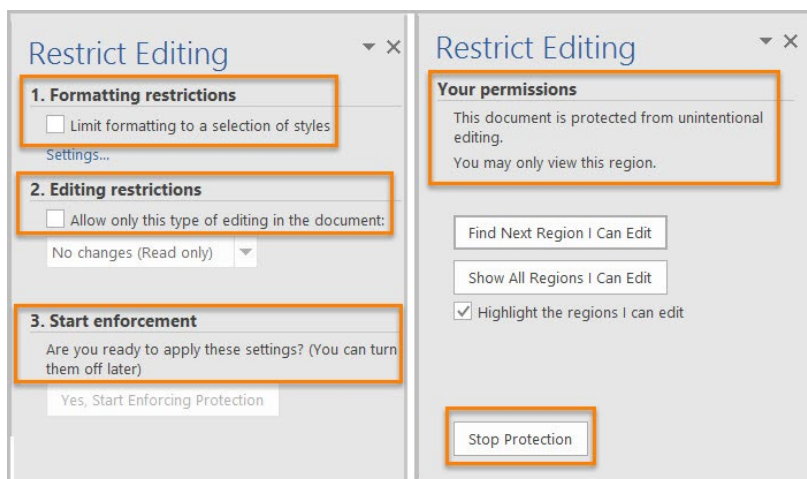 Restrict Editing
1. Formatting restrictions
Limit formatting to a selection of styles
Settings...
2. Editing restrictions
Allow only this type of editing in the document:
No changes (Read only)
3. Start enforcement
Are you ready to apply these settings? (You can turn
them off later)
Yes, Start Enforcing Protection
Restrict Editing
Your permissions
This document is protected from unintentional
editing.
You may only view this region.
Find Next Region I Can Edit
Show All Regions I Can Edit
Highlight the regions I can edit
Stop Protection